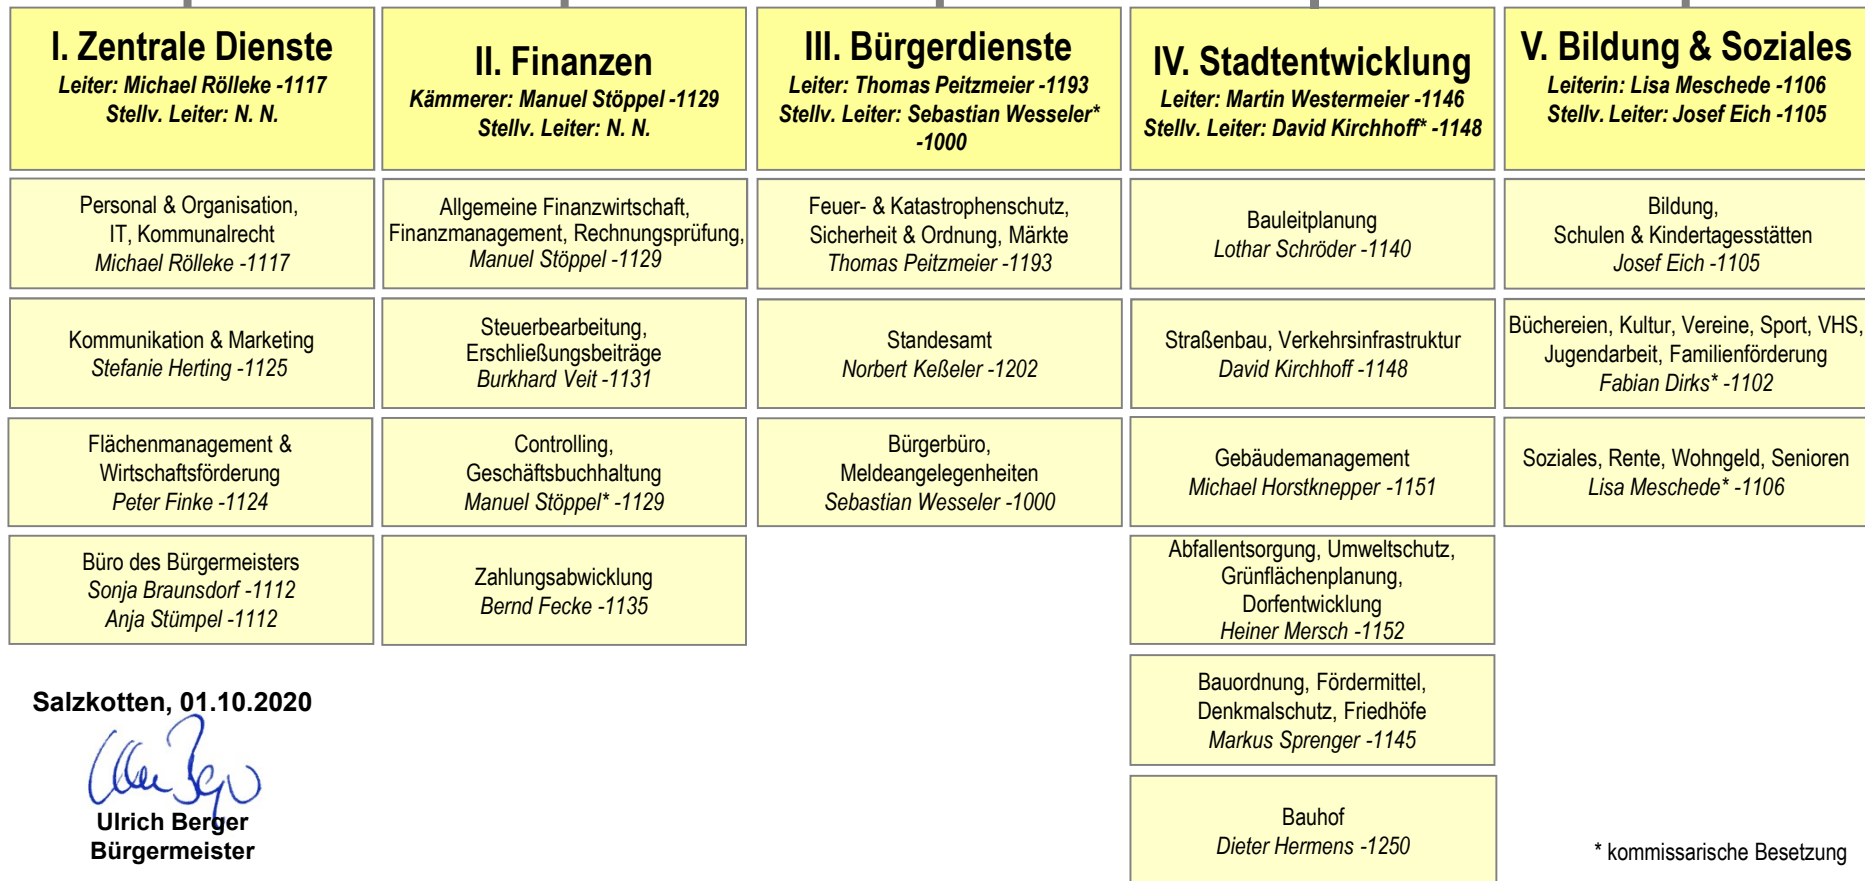 I. Zentrale Dienste
Leiter: Michael Rölleke -1117
Stellv. Leiter: N. N.
Personal & Organisation,
IT, Kommunalrecht
Michael Rölleke -1117
Kommunikation & Marketing
Stefanie Herting -1125
Flächenmanagement &
Wirtschaftsförderung
Peter Finke -1124
Büro des Bürgermeisters
Sonja Braunsdorf -1112
Anja Stümpel -1112
II. Finanzen
Kämmerer: Manuel Stöppel -1129
Stellv. Leiter: N. N.
Allgemeine Finanzwirtschaft,
Finanzmanagement, Rechnungsprüfung,
Manuel Stöppel -1129
Steuerbearbeitung,
Erschließungsbeiträge
Burkhard Veit -1131
Controlling,
Geschäftsbuchhaltung
Manuel Stöppel* -1129
Zahlungsabwicklung
Bernd Fecke -1135
III. Bürgerdienste
Leiter: Thomas Peitzmeier -1193
Stellv. Leiter: Sebastian Wesseler*
-1000
Feuer- & Katastrophenschutz,
Sicherheit & Ordnung, Märkte
Thomas Peitzmeier -1193
Standesamt
Norbert Keßeler -1202
Bürgerbüro,
Meldeangelegenheiten
Sebastian Wesseler -1000
IV. Stadtentwicklung
Leiter: Martin Westermeier -1146
Stellv. Leiter: David Kirchhoff* -1148
Bauleitplanung
Lothar Schröder -1140
Straßenbau, Verkehrsinfrastruktur
David Kirchhoff -1148
Gebäudemanagement
Michael Horstknepper -1151
Abfallentsorgung, Umweltschutz,
Grünflächenplanung,
Dorfentwicklung
Heiner Mersch -1152
Bauordnung, Fördermittel,
Denkmalschutz, Friedhöfe
Markus Sprenger -1145
Bauhof
Dieter Hermens -1250
V. Bildung & Soziales
Leiterin: Lisa Meschede -1106
Stellv. Leiter: Josef Eich -1105
Bildung,
Schulen & Kindertagesstätten
Josef Eich -1105
Büchereien, Kultur, Vereine, Sport, VHS,
Jugendarbeit, Familienförderung
Fabian Dirks* -1102
Soziales, Rente, Wohngeld, Senioren
Lisa Meschede* -1106
Salzkotten, 01.10.2020
Ulrich Berger
Bürgermeister
* kommissarische Besetzung